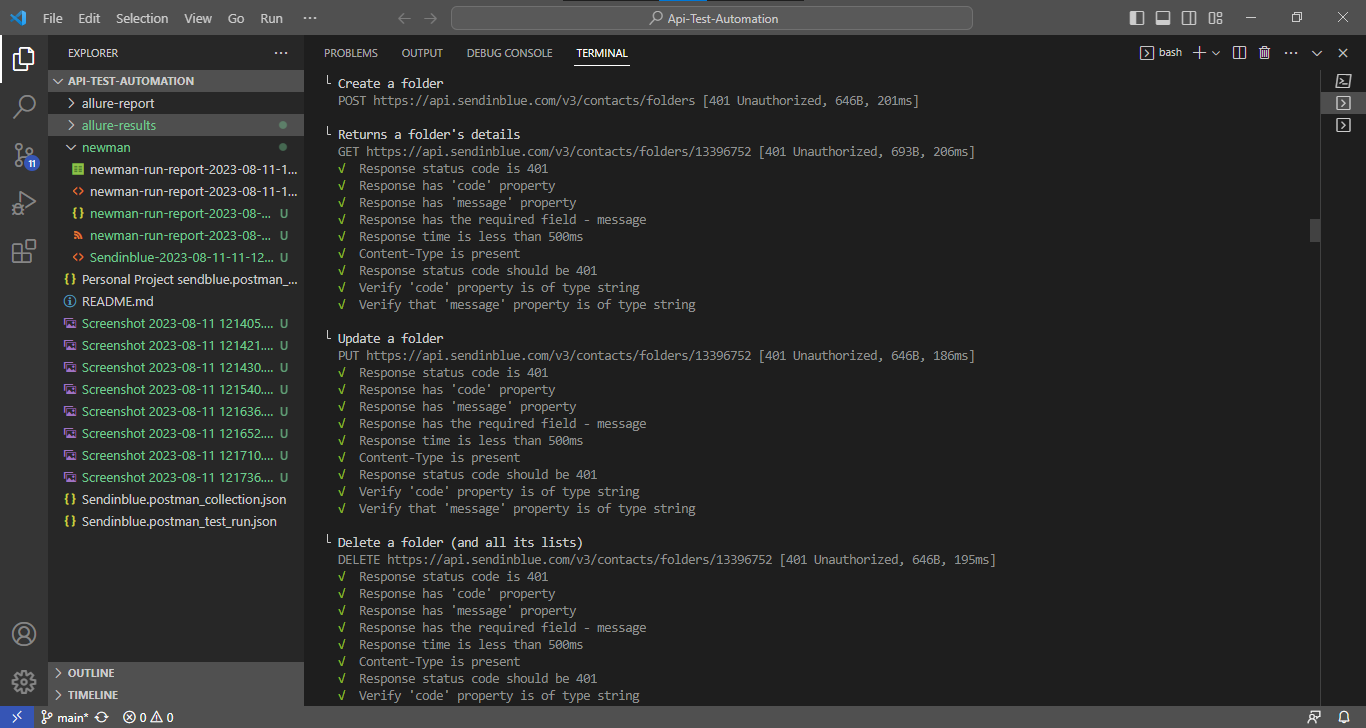 File Edit Selection View Go Run ···
Api-Test-Automation
EXPLORER
API-TEST-AUTOMATION
allure-report
allure-results
newman
newman-run-report-2023-08-11-1...
newman-run-report-2023-08-11-1...
newman-run-report-2023-08-... U
newman-run-report-2023-08-... U
Sendinblue-2023-08-11-11-12... U
Personal Project sendblue.postman_...
README.md
Screenshot 2023-08-11 121405.... U
Screenshot 2023-08-11 121421.... U
Screenshot 2023-08-11 121430.... U
Screenshot 2023-08-11 121540.... U
Screenshot 2023-08-11 121636.... U
Screenshot 2023-08-11 121652.... U
Screenshot 2023-08-11 121710.... U
Screenshot 2023-08-11 121736.... U
Sendinblue.postman_collection.json
Sendinblue.postman_test_run.json
OUTLINE
TIMELINE
11
PROBLEMS OUTPUT DEBUG CONSOLE TERMINAL
bash
└ Create a folder
POST https://api.sendinblue.com/v3/contacts/folders [401 Unauthorized, 646B, 201ms]
└ Returns a folder's details
GET https://api.sendinblue.com/v3/contacts/folders/13396752 [401 Unauthorized, 693B, 206ms]
√ Response status code is 401
√ Response has 'code' property
√ Response has 'message' property
√ Response has the required field - message
√ Response time is less than 500ms
√ Content-Type is present
√ Response status code should be 401
√ Verify 'code' property is of type string
√ Verify that 'message' property is of type string
└ Update a folder
PUT https://api.sendinblue.com/v3/contacts/folders/13396752 [401 Unauthorized, 646B, 186ms]
√ Response status code is 401
√ Response has 'code' property
√ Response has 'message' property
√ Response has the required field - message
√ Response time is less than 500ms
√ Content-Type is present
√ Response status code should be 401
√ Verify 'code' property is of type string
√ Verify that 'message' property is of type string
└ Delete a folder (and all its lists)
DELETE https://api.sendinblue.com/v3/contacts/folders/13396752 [401 Unauthorized, 646B, 195ms]
√ Response status code is 401
√ Response has 'code' property
√ Response has 'message' property
√ Response has the required field - message
√ Response time is less than 500ms
√ Content-Type is present
√ Response status code should be 401
√ Verify 'code' property is of type string
main* 0 0